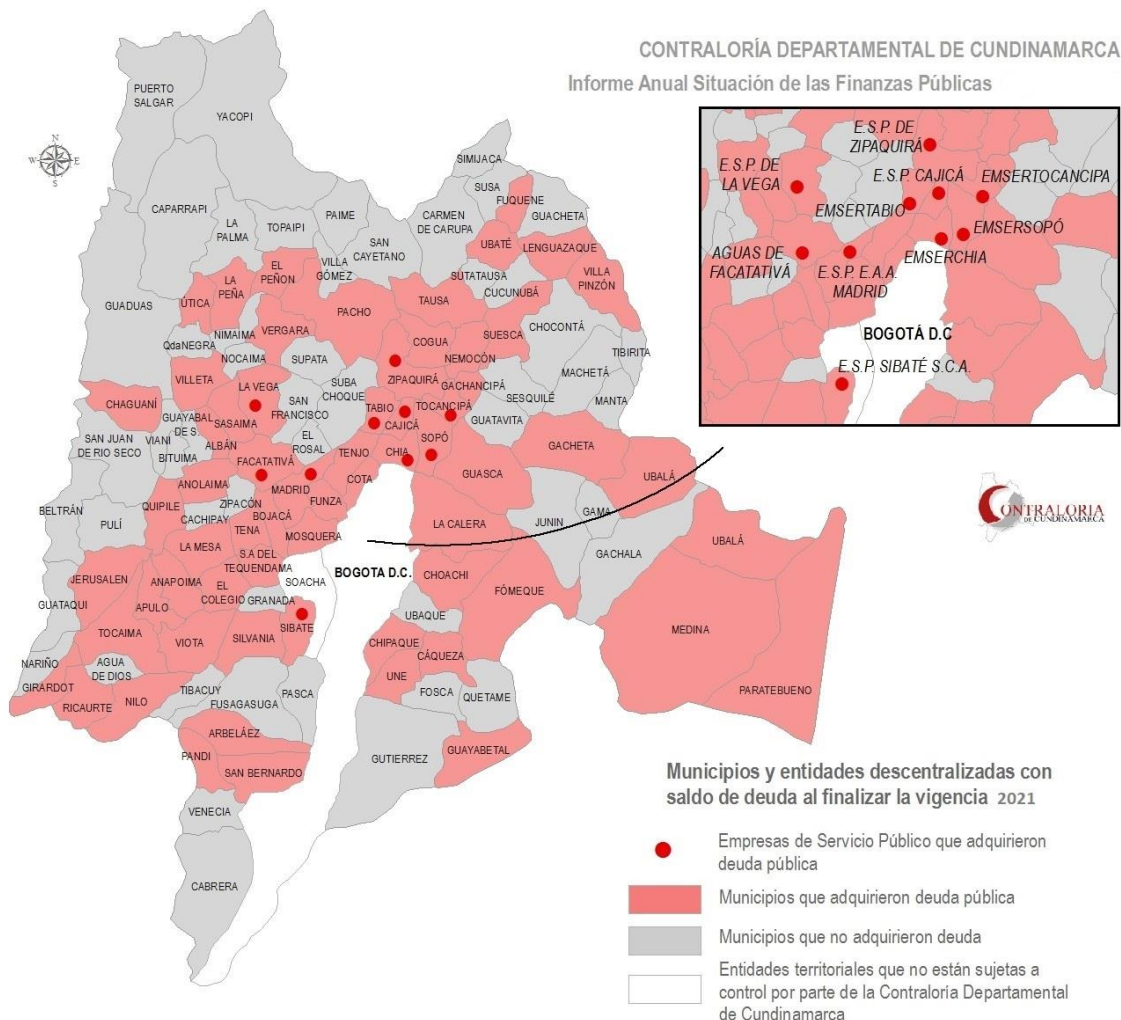 CONTRALORÍA DEPARTAMENTAL DE CUNDINAMARCA
Informe Anual Situación de las Finanzas Públicas
E.S.P. DE
ZIPAQUIRÁ
E.S.P. DE
LA VEGA
E.S.P. CAJICÁ
EMSERTOCANCIPA
EMSERTABIO
EMSERSOPÓ
AGUAS DE
FACATATIVÁ
E.S.P. E.A.A.
MADRID
EMSERCHIA
BOGOTÁ D.C
E.S.P. SIBATÉ S.C.A.
N
W
E
S
PUERTO
SALGAR
YACOPI
CAPARRAPI
LA
PALMA
TOPAIPI
PAIME
SAN
CAYETANO
CARMEN
DE CARUPA
SIMIJACA
SUSA
FUQUENE
GUACHETA
UBATÉ
LENGUAZAQUE
VILLA
PINZÓN
SUTATAUSA
CUCUNUBÁ
VILLA
GÓMEZ
EL
PEÑON
LA
PEÑA
ÚTICA
GUADUAS
PACHO
TAUSA
SUESCA
CHOCONTÁ
TIBIRITA
MACHETÁ
MANTA
VERGARA
NIMAIMA
QdaNEGRA
NOCAIMA
SUPATA
COGUA
NEMOCÓN
ZIPAQUIRÁ
GACHANCIPÁ
SESQUILÉ
VILLETA
LA VEGA
SUBA
CHOQUE
SAN
FRANCISCO
TABIO
CAJICÁ
TOCANCIPÁ
GUATAVITA
CHAGUANÍ
GUAYABAL
DE S.
SASAIMA
EL
ROSAL
SOPÓ
SAN JUAN
DE RIO SECO
VIANÍ
BITUIMA
ALBÁN
FACATATIVÁ
TENJO
CHIA
GACHETA
UBALÁ
GUASCA
ANOLAIMA
MADRID
COTA
FUNZA
ZIPACÓN
QUIPILE
CACHIPAY
BOJACÁ
BELTRÁN
PULÍ
MOSQUERA
LA CALERA
JUNIN
GAMA
GACHALA
UBALÁ
LA MESA
TENA
S.A DEL
TEQUENDAMA
SOACHA
BOGOTA D.C.
CHOACHI
FÓMEQUE
JERUSALEN
ANAPOIMA
EL
COLEGIO
GRANADA
APULO
GUATAQUI
SIBATE
UBAQUE
MEDINA
TOCAIMA
VIOTA
SILVANIA
CHIPAQUE
CÁQUEZA
NARIÑO
AGUA
DE DIOS
GIRARDOT
RICAURTE
NILO
TIBACUY
FUSAGASUGA
PASCA
UNE
FOSCA
QUETAME
PARATEBUENO
ARBELÁEZ
PANDI
SAN BERNARDO
GUTIERREZ
GUAYABETAL
VENECIA
CABRERA
CONTRALORIA
DE CUNDINAMARCA
Municipios y entidades descentralizadas con
saldo de deuda al finalizar la vigencia 2021
Empresas de Servicio Público que adquirieron
deuda pública
Municipios que adquirieron deuda pública
Municipios que no adquirieron deuda
Entidades territoriales que no están sujetas a
control por parte de la Contraloría Departamental
de Cundinamarca